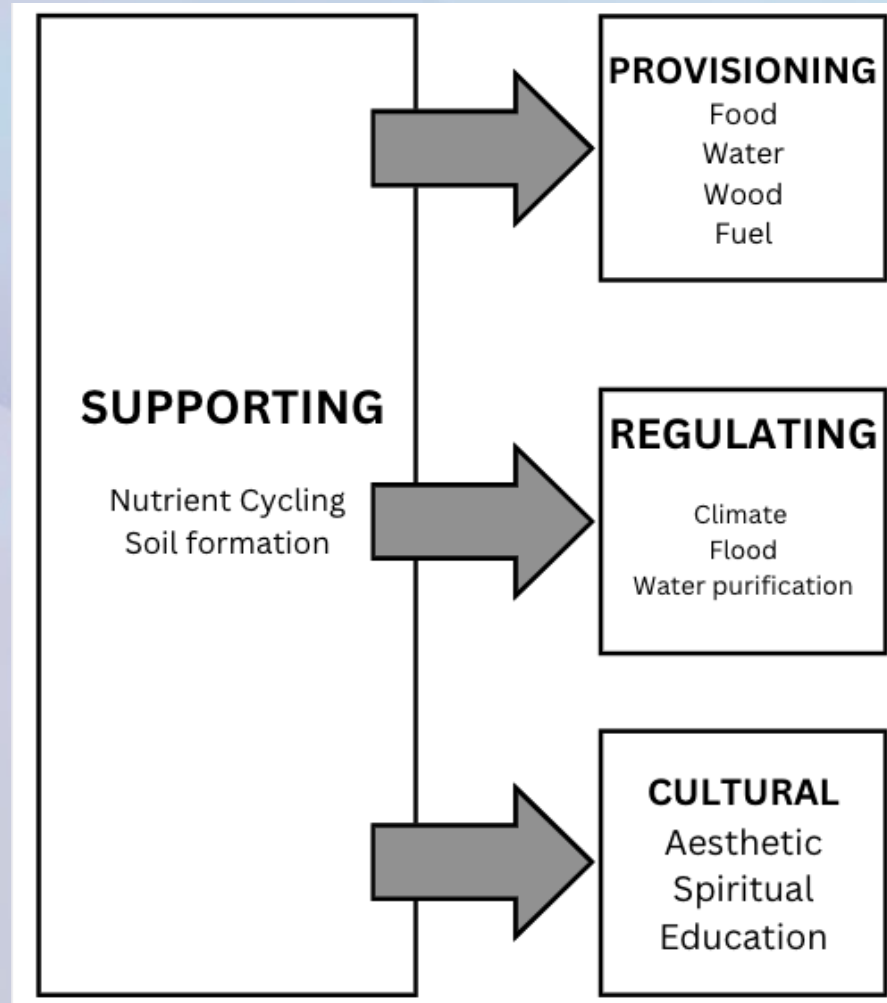 SUPPORTING
Nutrient Cycling
Soil formation
PROVISIONING
Food
Water
Wood
Fuel
REGULATING
Climate
Flood
Water purification
CULTURAL
Aesthetic
Spiritual
Education